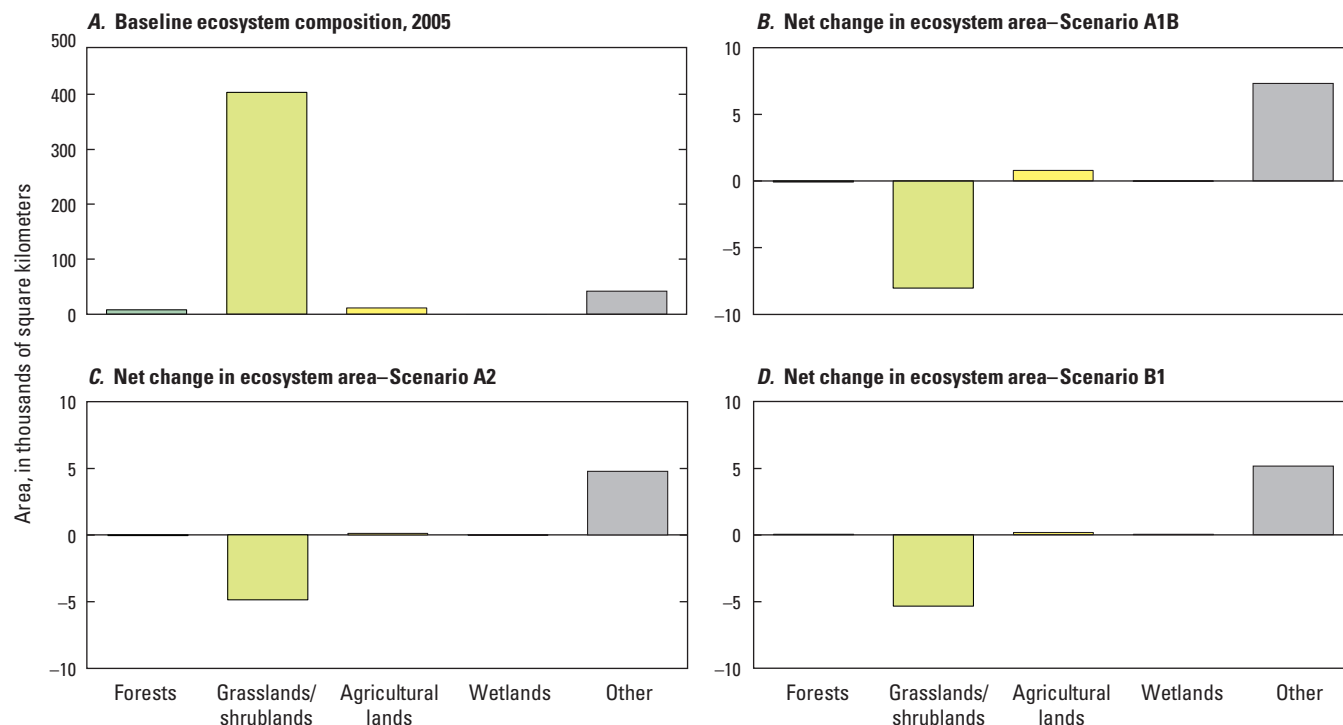 A. Baseline ecosystem composition, 2005
500
400
300
200
100
0
B. Net change in ecosystem area–Scenario A1B
10
5
0
–5
–10
Area, in thousands of square kilometers
C. Net change in ecosystem area–Scenario A2
10
5
0
–5
–10
Forests
Grasslands/
shrublands
Agricultural
lands
Wetlands
Other
D. Net change in ecosystem area–Scenario B1
10
5
0
–5
–10
Forests
Grasslands/
shrublands
Agricultural
lands
Wetlands
Other